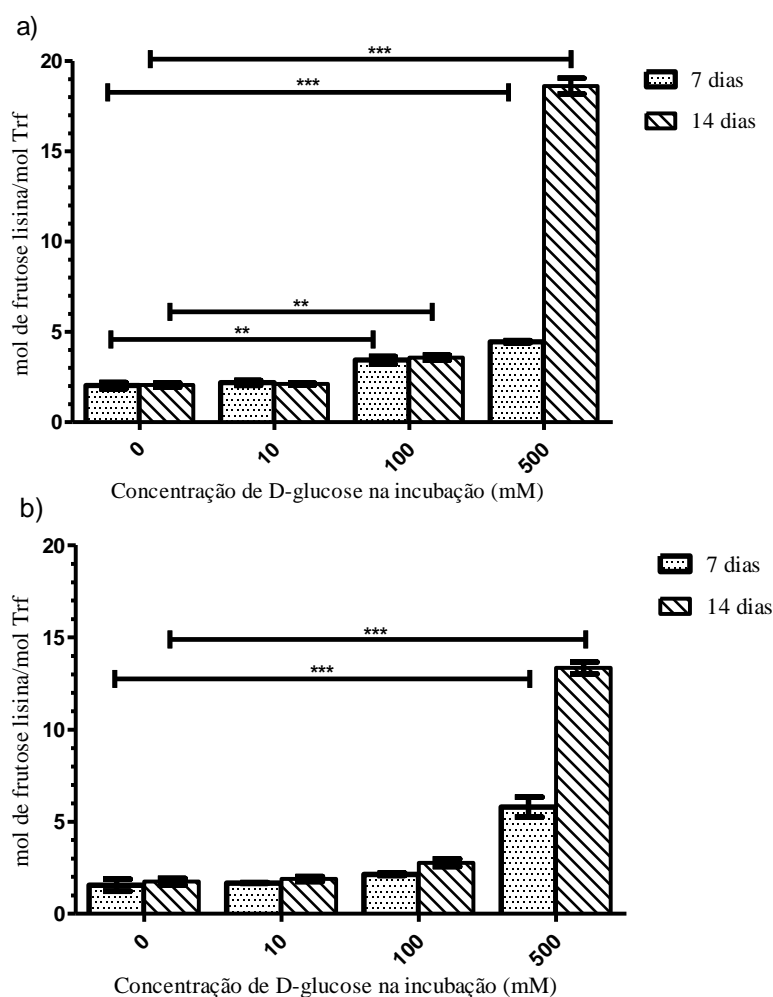 a)
***
***
**
**
7 dias
14 dias
20
15
10
5
0
mol de frutose lisina/mol Trf
0
10
100
500
Concentração de D-glucose na incubação (mM)
b)
***
***
7 dias
14 dias
20
15
10
5
0
mol de frutose lisina/mol Trf
0
10
100
500
Concentração de D-glucose na incubação (mM)